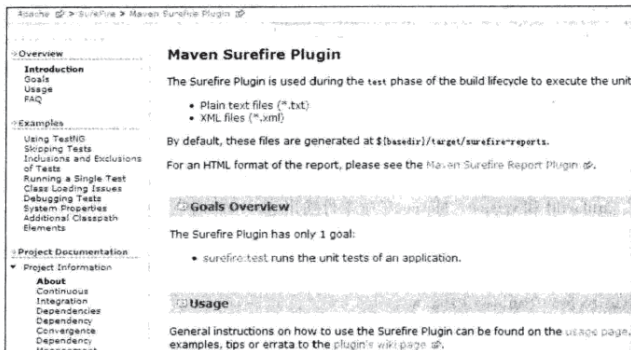 Apache > Surefire > Maven Surefire Plugin
Overview
Introduction
Goals
Usage
FAQ
Examples
Using TestNG
Skipping Tests
Inclusions and Exclusions
of Tests
Running a Single Test
Class Loading Issues
Debugging Tests
System Properties
Additional Classpath
Elements
Project Documentation
Project Information
About
Continuous
Integration
Dependencies
Dependency
Convergence
Dependency
Management
Maven Surefire Plugin
The Surefire Plugin is used during the test phase of the build lifecycle to execute the unit
• Plain text files (*.txt)
• XML files (*.xml)
By default, these files are generated at ${basedir}/target/surefire-reports.
For an HTML format of the report, please see the Maven Surefire Report Plugin.
Goals Overview
The Surefire Plugin has only 1 goal:
• surefire:test runs the unit tests of an application.
Usage
General instructions on how to use the Surefire Plugin can be found on the usage page.
examples, tips or errata to the plugin's wiki page.